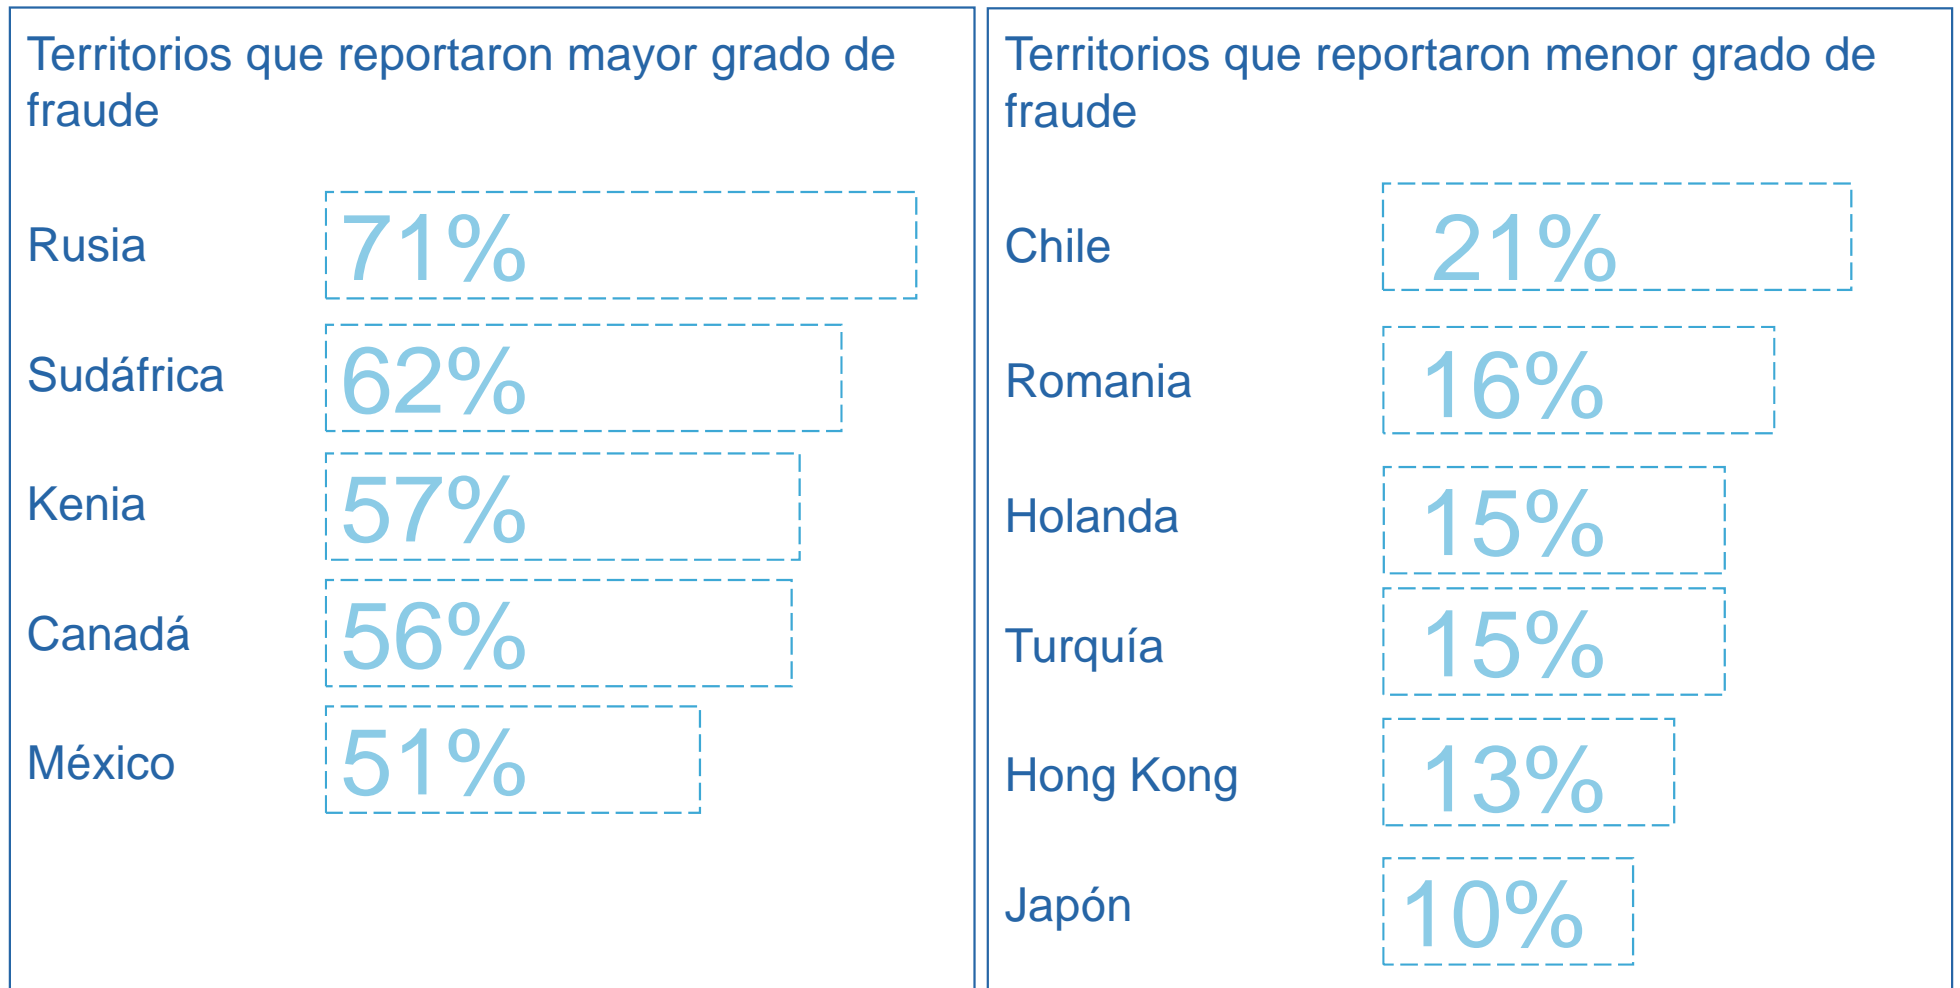 Territorios que reportaron mayor grado de
fraude
Rusia 71%
Sudáfrica 62%
Kenia 57%
Canadá 56%
México 51%
Territorios que reportaron menor grado de
fraude
Chile 21%
Romania 16%
Holanda 15%
Turquía 15%
Hong Kong 13%
Japón 10%